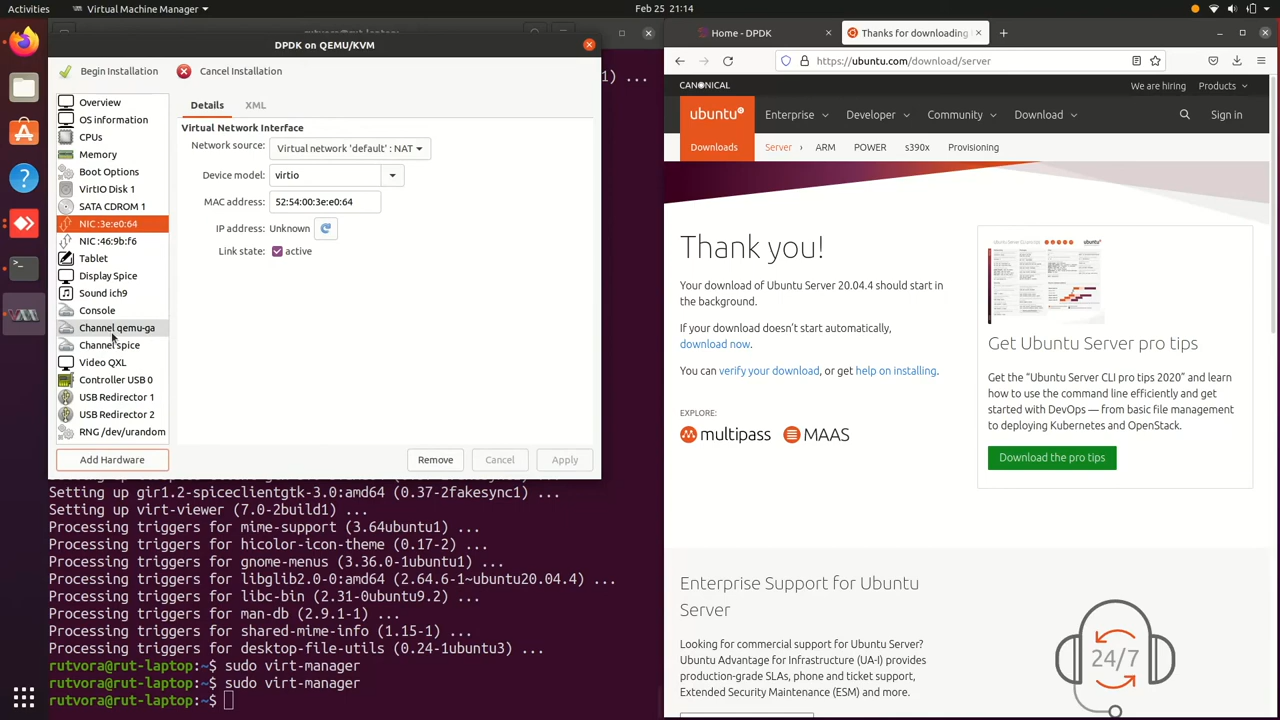 Activities
Virtual Machine Manager
Feb 25 21:14
DPDK on QEMU/KVM
Begin Installation
Cancel Installation
Overview
OS information
CPUs
Memory
Boot Options
VirtIO Disk 1
SATA CDROM 1
NIC :3e:e0:64
NIC :46:9b:f6
Tablet
Display Spice
Sound ich9
Console
Channel qemu-ga
Channel spice
Video QXL
Controller USB 0
USB Redirector 1
USB Redirector 2
RNG /dev/urandom
Add Hardware
Details
XML
Virtual Network Interface
Network source:
Virtual network 'default' : NAT
Device model:
virtio
MAC address:
52:54:00:3e:e0:64
IP address:
Unknown
Link state:
active
Remove
Cancel
Apply
1) ...
Setting up gir1.2-spiceclientgtk-3.0:amd64 (0.37-2fakesync1) ...
Setting up virt-viewer (7.0-2build1) ...
Processing triggers for mime-support (3.64ubuntu1) ...
Processing triggers for hicolor-icon-theme (0.17-2) ...
Processing triggers for gnome-menus (3.36.0-1ubuntu1) ...
Processing triggers for libglib2.0-0:amd64 (2.64.6-1~ubuntu20.04.4) ...
Processing triggers for libc-bin (2.31-0ubuntu9.2) ...
Processing triggers for man-db (2.9.1-1) ...
Processing triggers for shared-mime-info (1.15-1) ...
Processing triggers for desktop-file-utils (0.24-1ubuntu3) ...
rutvora@rut-laptop:~$ sudo virt-manager
rutvora@rut-laptop:~$ sudo virt-manager
rutvora@rut-laptop:~$
Home - DPDK
Thanks for downloading
https://ubuntu.com/download/server
CANONICAL
We are hiring
Products
ubuntu
Enterprise
Developer
Community
Download
Sign in
Downloads
Server
ARM
POWER
s390x
Provisioning
Thank you!
Your download of Ubuntu Server 20.04.4 should start in
the background.
If your download doesn't start automatically,
download now.
You can verify your download, or get help on installing.
EXPLORE:
multipass
MAAS
Get Ubuntu Server pro tips
Get the "Ubuntu Server CLI pro tips 2020" and learn
how to use the command line efficiently and get
started with DevOps — from basic file management
to deploying Kubernetes and OpenStack.
Download the pro tips
Enterprise Support for Ubuntu
Server
Looking for commercial support for Ubuntu Server?
Ubuntu Advantage for Infrastructure (UA-I) provides
production-grade SLAs, phone and ticket support,
Extended Security Maintenance (ESM) and more.
24/7